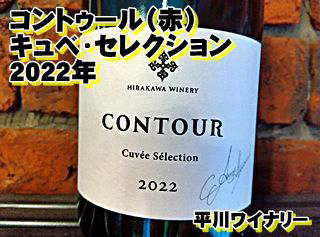 コントゥール（赤）
キュベ・セレクション
2022年
HIRAKAWA WINERY
CONTOUR
Cuvée Sélection
2022
平川ワイナリー